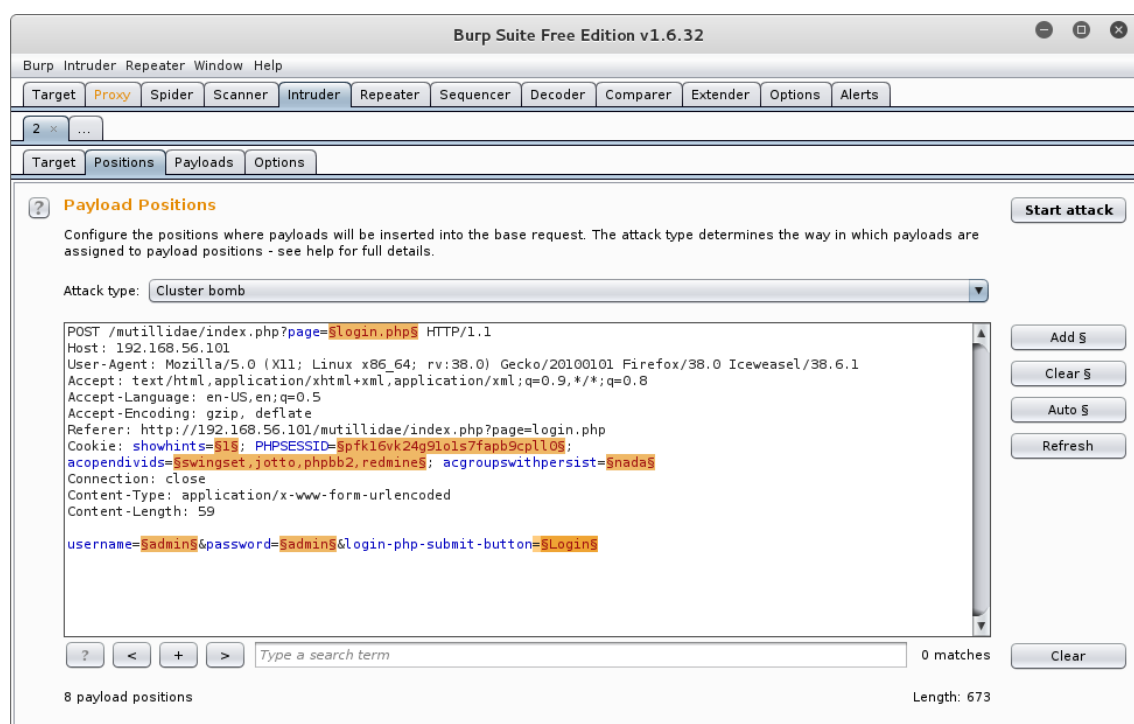 Burp Suite Free Edition v1.6.32
Burp Intruder Repeater Window Help
Target Proxy Spider Scanner Intruder Repeater Sequencer Decoder Comparer Extender Options Alerts
2 × ...
Target Positions Payloads Options
? Payload Positions
Start attack
Configure the positions where payloads will be inserted into the base request. The attack type determines the way in which payloads are
assigned to payload positions - see help for full details.
Attack type: Cluster bomb
POST /mutillidae/index.php?page=§login.php§ HTTP/1.1
Host: 192.168.56.101
User-Agent: Mozilla/5.0 (X11; Linux x86_64; rv:38.0) Gecko/20100101 Firefox/38.0 Iceweasel/38.6.1
Accept: text/html,application/xhtml+xml,application/xml;q=0.9,*/*;q=0.8
Accept-Language: en-US,en;q=0.5
Accept-Encoding: gzip, deflate
Referer: http://192.168.56.101/mutillidae/index.php?page=login.php
Cookie: showhints=§1§; PHPSESSID=§pfk16vk24g91o1s7fapb9cpll0§;
acopendivids=§swingset,jotto,phpbb2,redmine§; acgroupswithpersist=§nada§
Connection: close
Content-Type: application/x-www-form-urlencoded
Content-Length: 59
username=§admin§&password=§admin§&login-php-submit-button=§Login§
Add §
Clear §
Auto §
Refresh
? < + > Type a search term 0 matches Clear
8 payload positions Length: 673